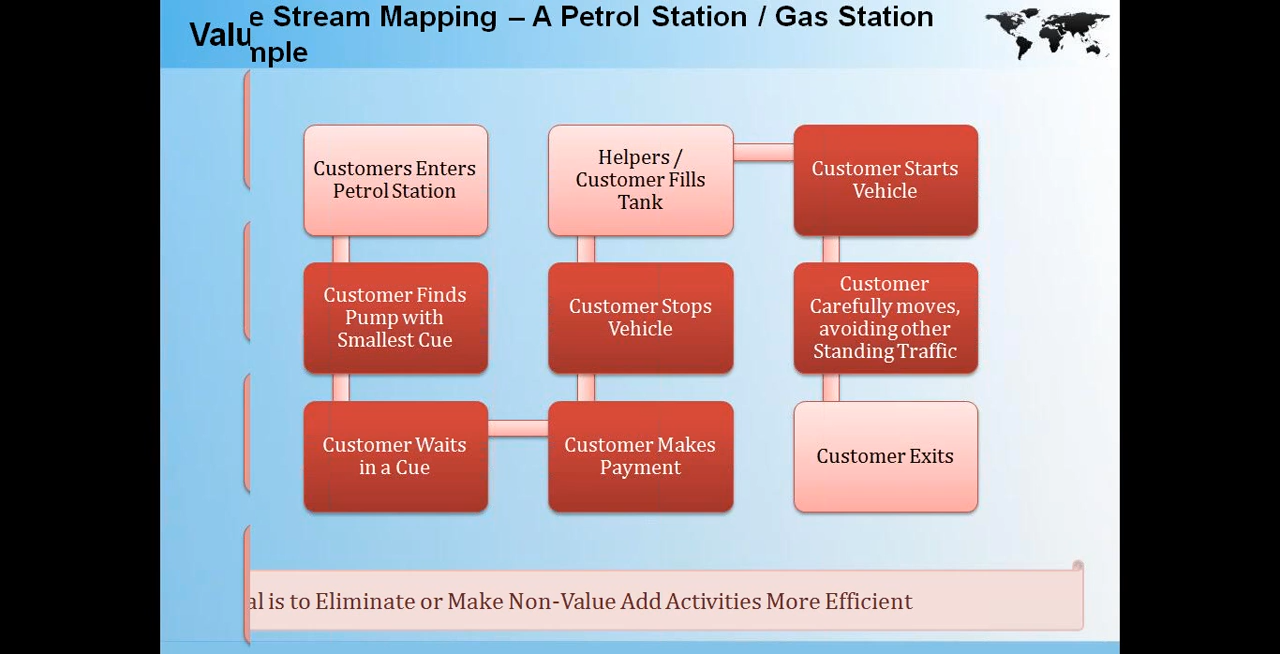 Valu
e Stream Mapping – A Petrol Station / Gas Station
mple
Customers Enters
Petrol Station
Customer Finds
Pump with
Smallest Cue
Customer Waits
in a Cue
Customer Makes
Payment
Customer Stops
Vehicle
Helpers /
Customer Fills
Tank
Customer Starts
Vehicle
Customer
Carefully moves,
avoiding other
Standing Traffic
Customer Exits
al is to Eliminate or Make Non-Value Add Activities More Efficient